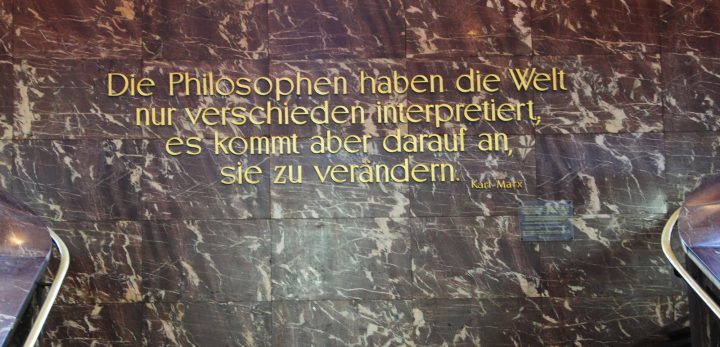 Die Philosophen haben die Welt
nur verschieden interpretiert,
es kommt aber darauf an,
sie zu verändern.
Karl Marx